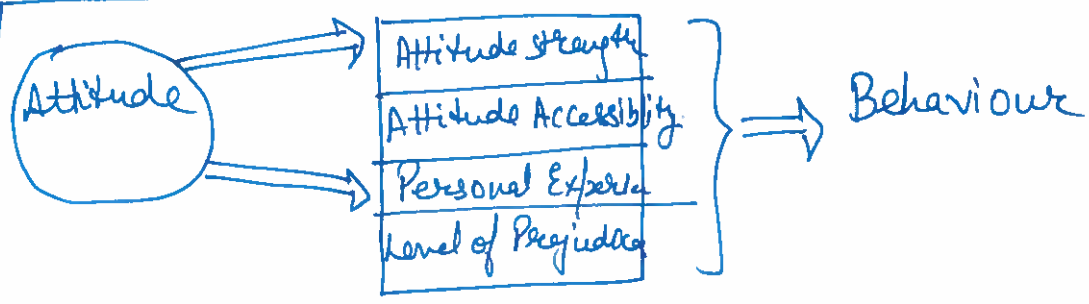 Attitude
Attitude strength
Attitude Accessiblity
Personal Experie
Level of Prejudice
Behaviour